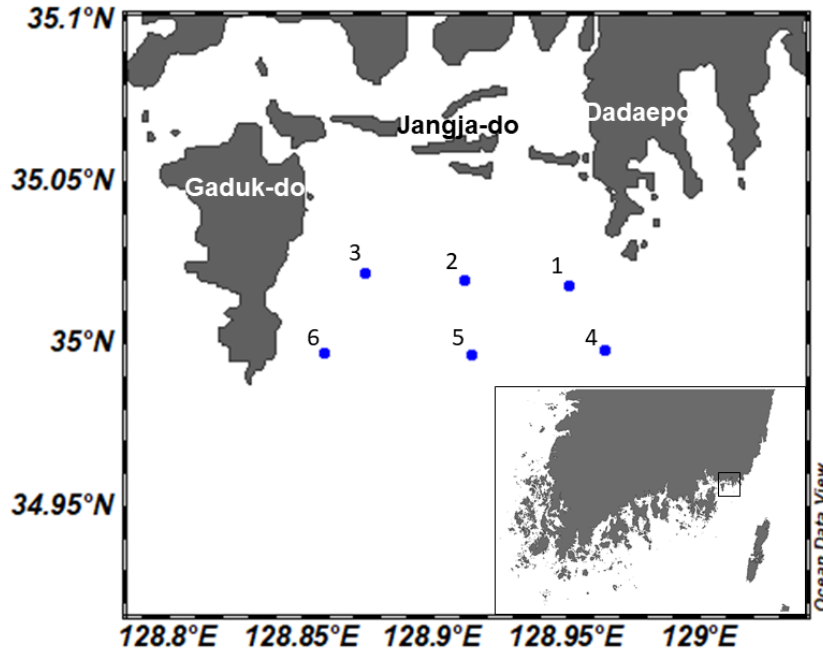 35.1°N
Jangja-do
Dadaepo
35.05°N
Gaduk-do
3
2
1
35°N
6
5
4
34.95°N
Ocean Data View
128.8°E
128.85°E
128.9°E
128.95°E
129°E